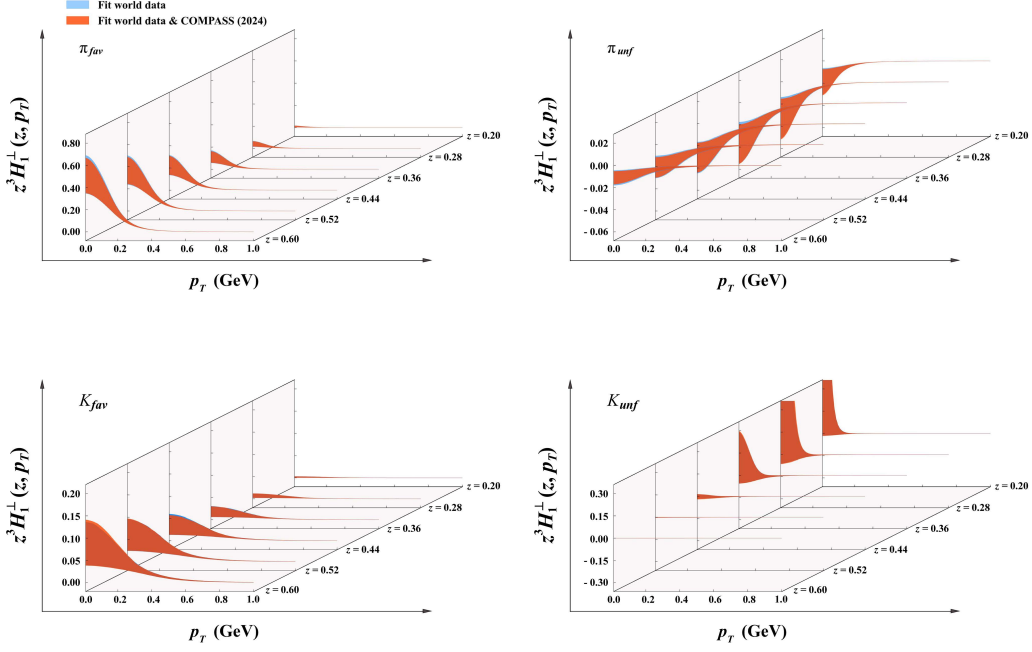 Fit world data
Fit world data & COMPASS (2024)
π fav
z³H₁^⊥(z, p_T)
0.80
0.60
0.40
0.20
0.00
0.0 0.2 0.4 0.6 0.8 1.0
z = 0.20
z = 0.28
z = 0.36
z = 0.44
z = 0.52
z = 0.60
p_T (GeV)
π unf
z³H₁^⊥(z, p_T)
0.02
0.00
- 0.02
- 0.04
- 0.06
0.0 0.2 0.4 0.6 0.8 1.0
z = 0.20
z = 0.28
z = 0.36
z = 0.44
z = 0.52
z = 0.60
p_T (GeV)
K fav
z³H₁^⊥(z, p_T)
0.20
0.15
0.10
0.05
0.00
0.0 0.2 0.4 0.6 0.8 1.0
z = 0.20
z = 0.28
z = 0.36
z = 0.44
z = 0.52
z = 0.60
p_T (GeV)
K unf
z³H₁^⊥(z, p_T)
0.30
0.15
0.00
- 0.15
- 0.30
0.0 0.2 0.4 0.6 0.8 1.0
z = 0.20
z = 0.28
z = 0.36
z = 0.44
z = 0.52
z = 0.60
p_T (GeV)